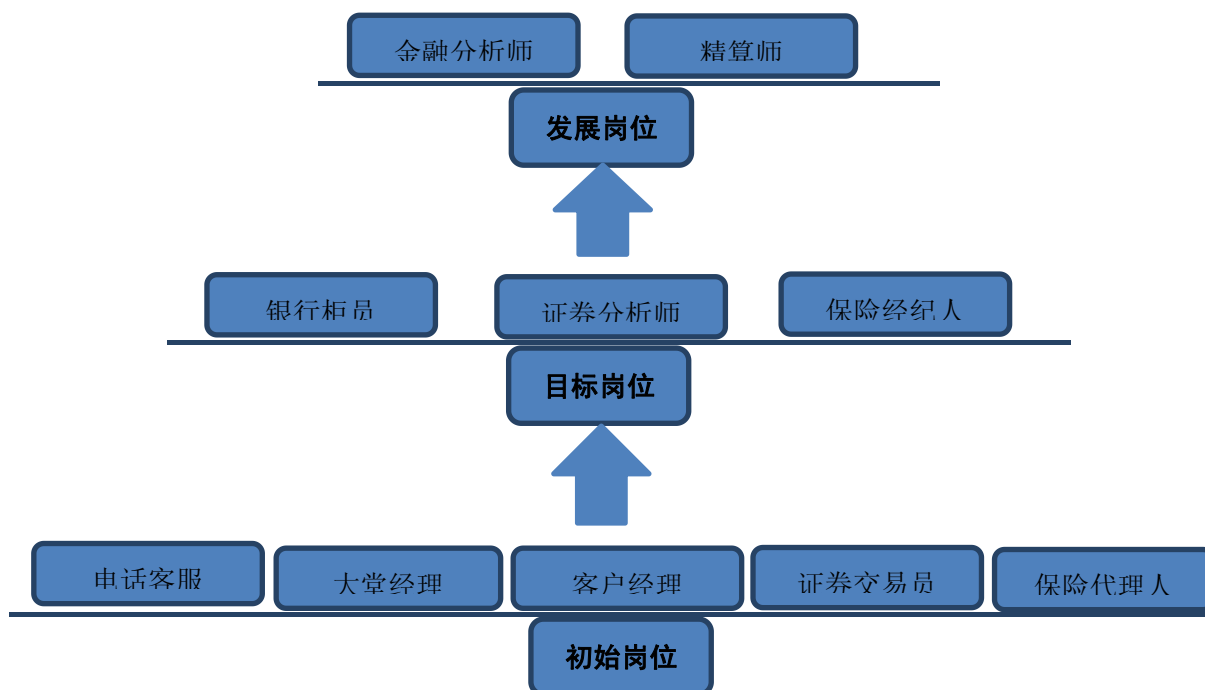 金融分析师 精算师
发展岗位
银行柜员 证券分析师 保险经纪人
目标岗位
电话客服 大堂经理 客户经理 证券交易员 保险代理人
初始岗位